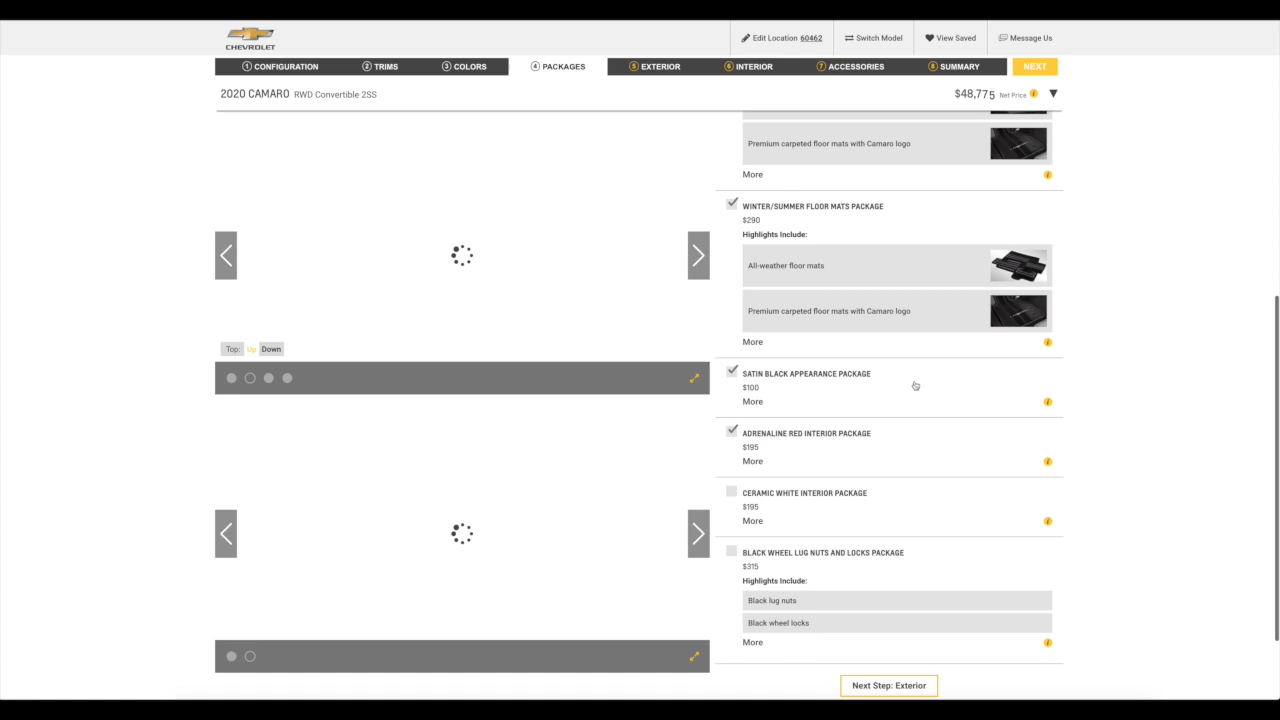 CHEVROLET
Edit Location 60462
Switch Model
View Saved
Message Us
1 CONFIGURATION
2 TRIMS
3 COLORS
4 PACKAGES
5 EXTERIOR
6 INTERIOR
7 ACCESSORIES
8 SUMMARY
NEXT
2020 CAMARO RWD Convertible 2SS
$48,775 Net Price i
Premium carpeted floor mats with Camaro logo
More i
WINTER/SUMMER FLOOR MATS PACKAGE
$290
Highlights Include:
All-weather floor mats
Premium carpeted floor mats with Camaro logo
More i
Top: Up Down
SATIN BLACK APPEARANCE PACKAGE
$100
More i
ADRENALINE RED INTERIOR PACKAGE
$195
More i
CERAMIC WHITE INTERIOR PACKAGE
$195
More i
BLACK WHEEL LUG NUTS AND LOCKS PACKAGE
$315
Highlights Include:
Black lug nuts
Black wheel locks
More i
Next Step: Exterior